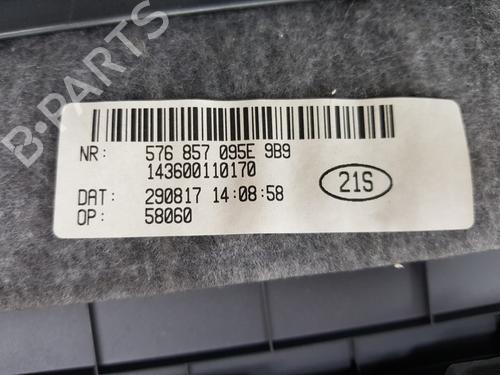 B-PARTS
NR: 576 857 095E 9B9
143600110170
21S
DAT: 290817 14:08:58
OP: 58060